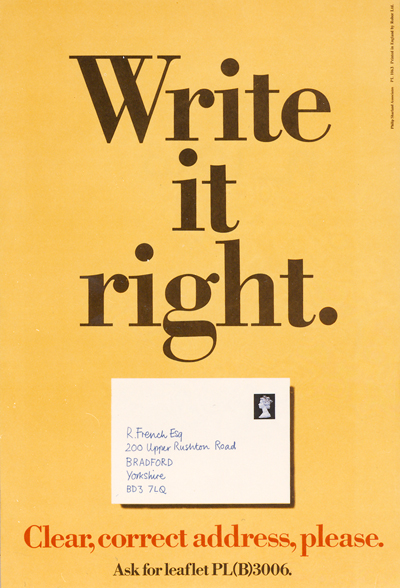 Write
it
right.
R. French Esq
200 Upper Rushton Road
BRADFORD
Yorkshire
BD3 7LQ
Clear, correct address, please.
Ask for leaflet PL(B)3006.